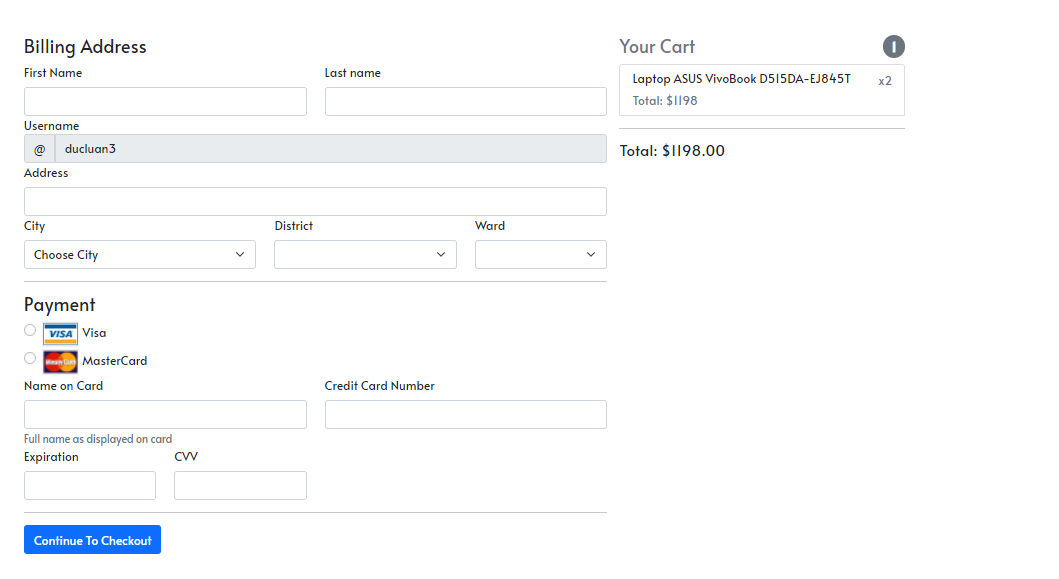 Billing Address
First Name
Last name
Username
@ ducluan3
Address
City
District
Ward
Choose City
Payment
VISA Visa
MasterCard MasterCard
Name on Card
Credit Card Number
Full name as displayed on card
Expiration
CVV
Continue To Checkout
Your Cart
1
Laptop ASUS VivoBook D515DA-EJ845T
x2
Total: $1198
Total: $1198.00